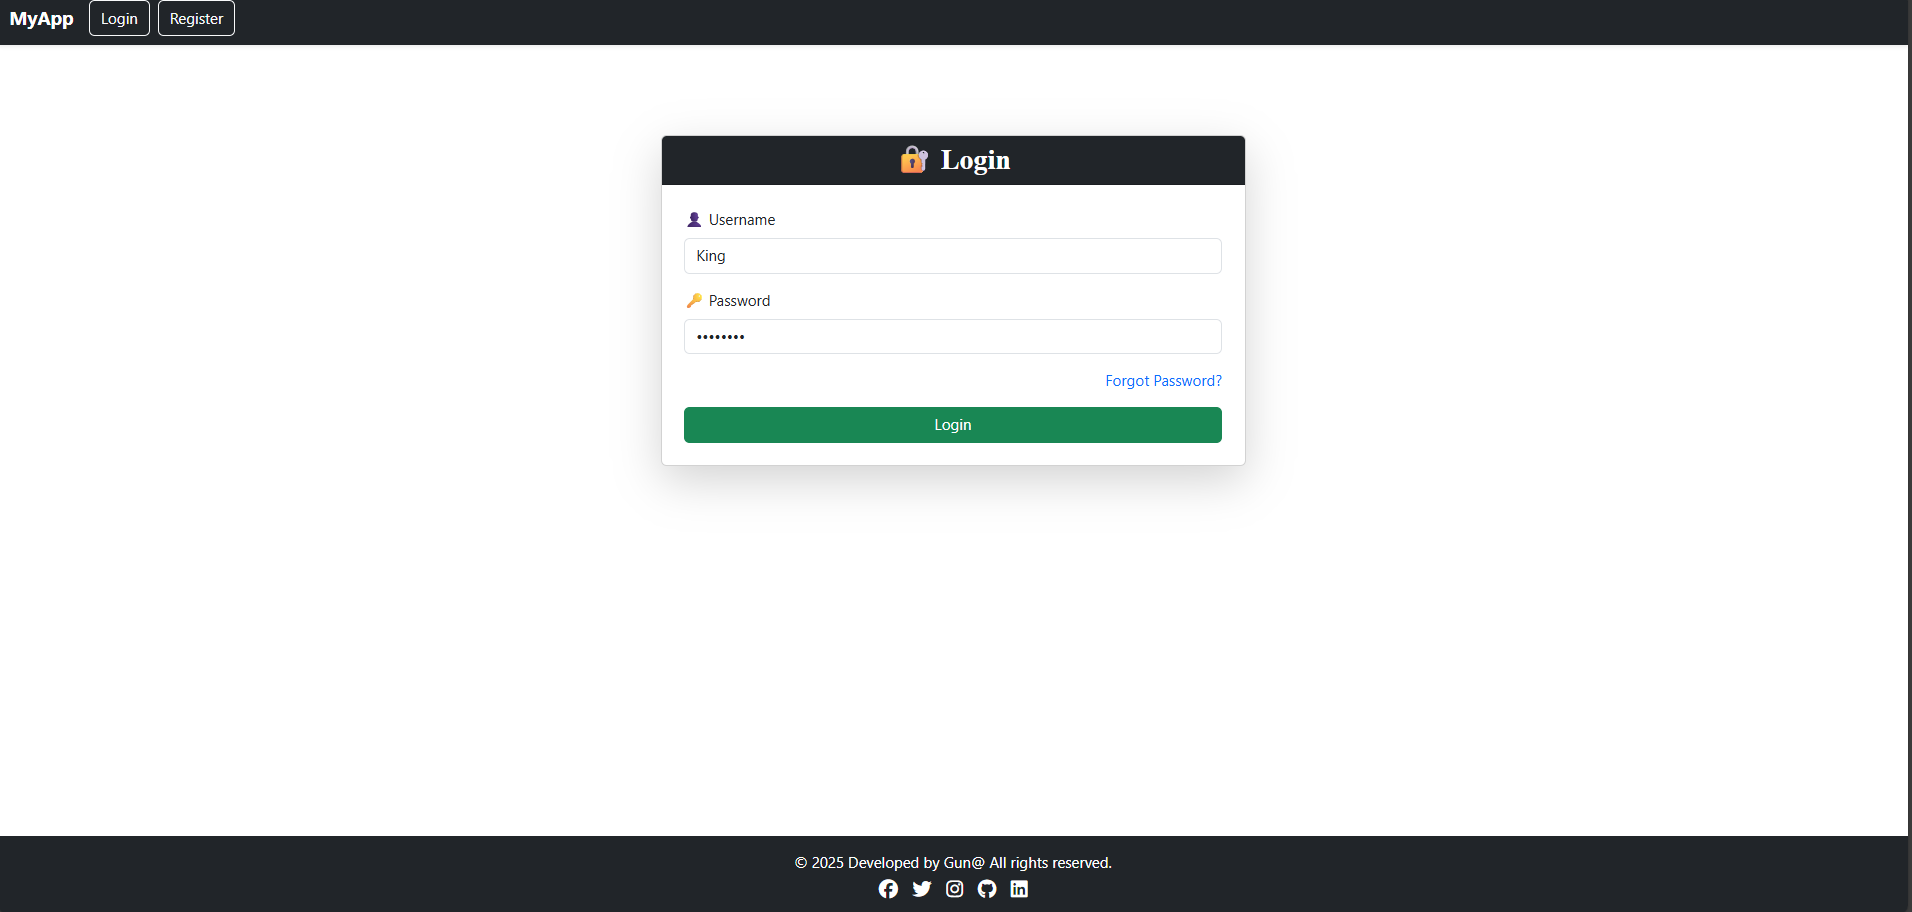 MyApp Login Register
Login
Username
King
Password
••••••••
Forgot Password?
Login
© 2025 Developed by Gun@ All rights reserved.